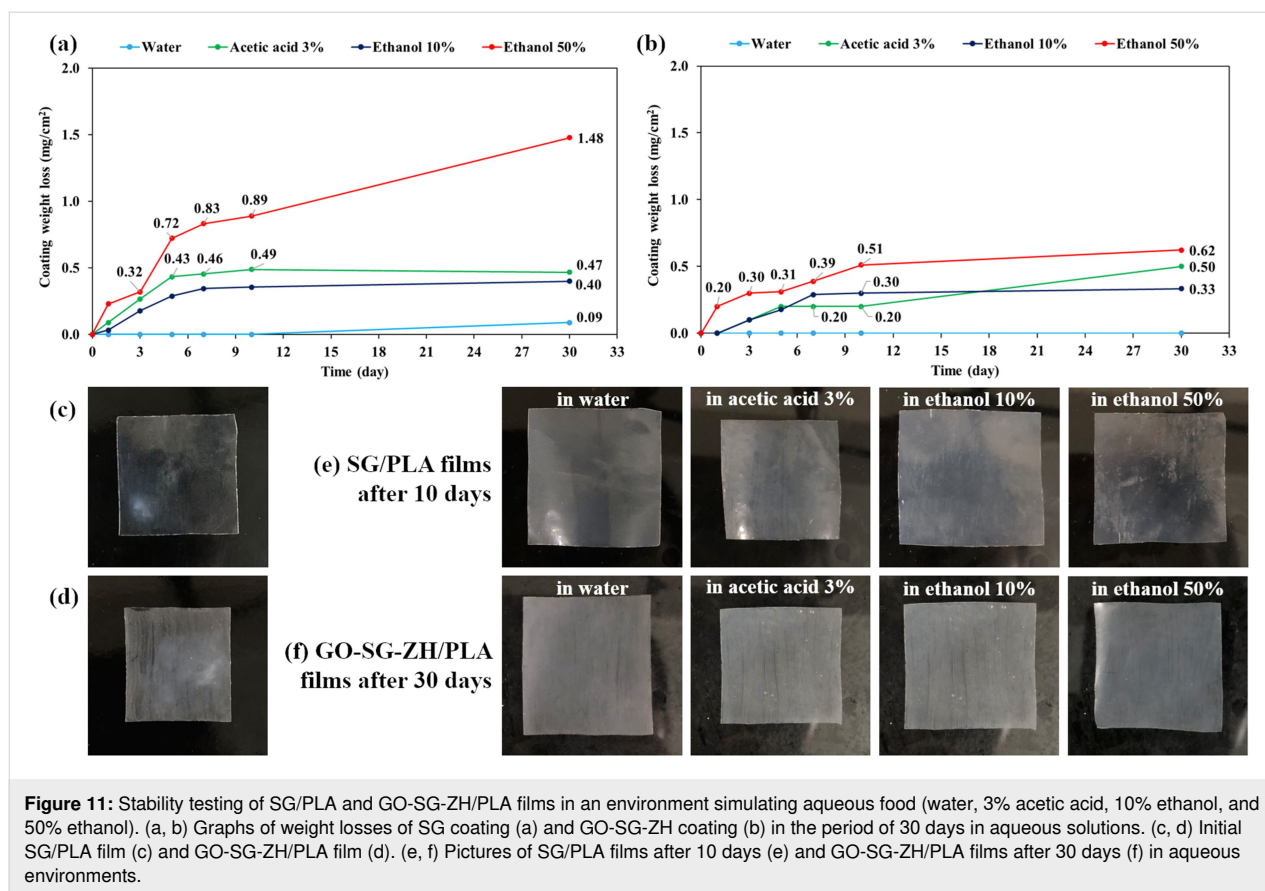 (a)
Water Acetic acid 3% Ethanol 10% Ethanol 50%
Coating weight loss (mg/cm²)
2.0
1.5
1.0
0.5
0.0
0.32
0.72
0.83
0.89
1.48
0.43
0.46
0.49
0.47
0.40
0.09
0 3 6 9 12 15 18 21 24 27 30 33
Time (day)
(b)
Water Acetic acid 3% Ethanol 10% Ethanol 50%
Coating weight loss (mg/cm²)
2.0
1.5
1.0
0.5
0.0
0.20
0.30
0.31
0.39
0.51
0.62
0.50
0.30
0.33
0.20
0.20
0 3 6 9 12 15 18 21 24 27 30 33
Time (day)
(c)
(e) SG/PLA films
after 10 days
in water
in acetic acid 3%
in ethanol 10%
in ethanol 50%
(d)
(f) GO-SG-ZH/PLA
films after 30 days
in water
in acetic acid 3%
in ethanol 10%
in ethanol 50%
Figure 11: Stability testing of SG/PLA and GO-SG-ZH/PLA films in an environment simulating aqueous food (water, 3% acetic acid, 10% ethanol, and
50% ethanol). (a, b) Graphs of weight losses of SG coating (a) and GO-SG-ZH coating (b) in the period of 30 days in aqueous solutions. (c, d) Initial
SG/PLA film (c) and GO-SG-ZH/PLA film (d). (e, f) Pictures of SG/PLA films after 10 days (e) and GO-SG-ZH/PLA films after 30 days (f) in aqueous
environments.